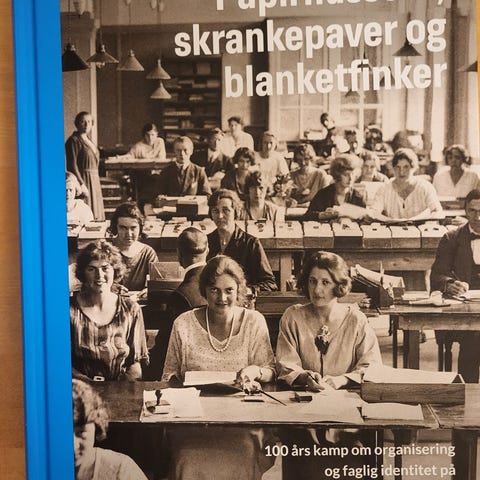 skrankepaver og
blanketfinker
100 års kamp om organisering
og faglig identitet på